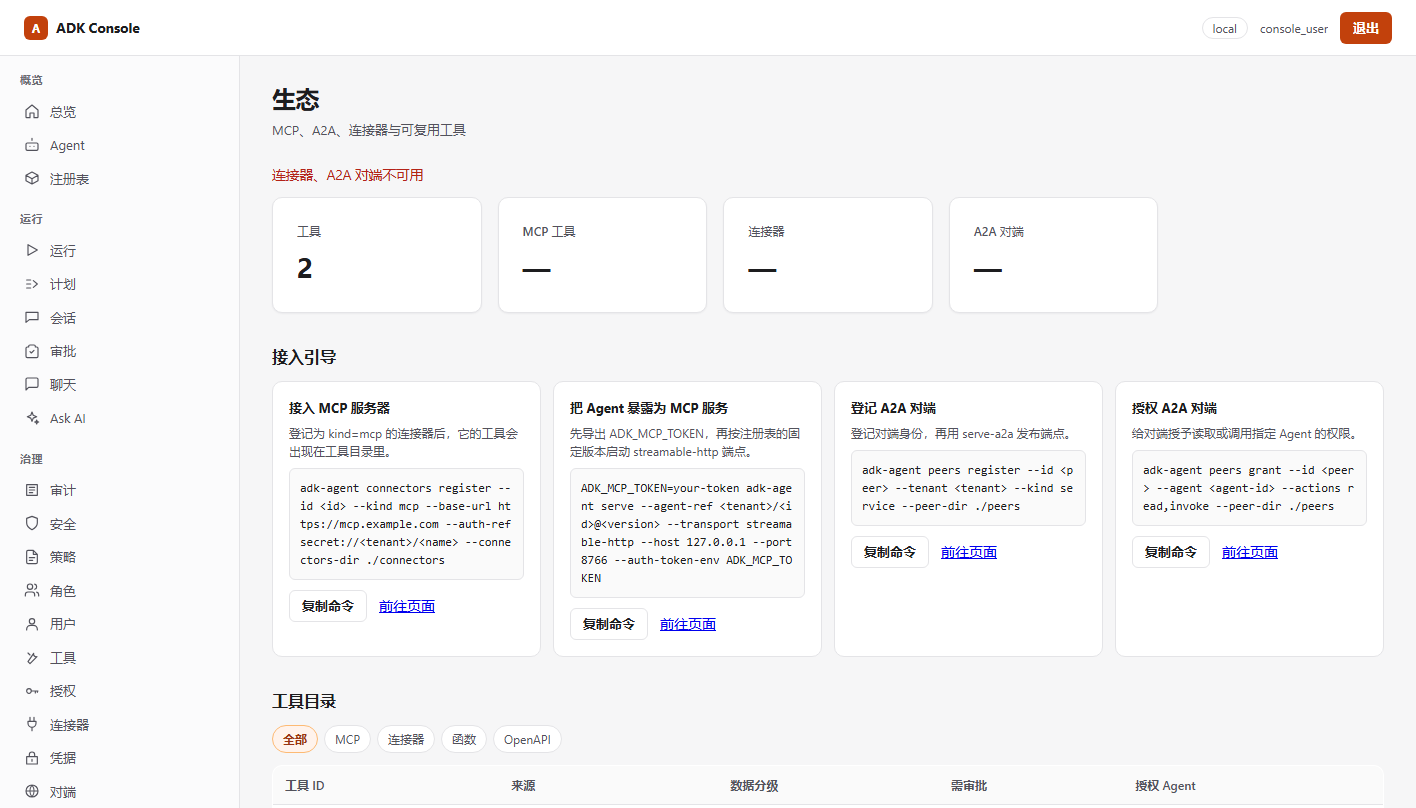 A ADK Console
local console_user 退出
概览
总览
Agent
注册表
运行
运行
计划
会话
审批
聊天
Ask AI
治理
审计
安全
策略
角色
用户
工具
授权
连接器
凭据
对端
生态
MCP、A2A、连接器与可复用工具
连接器、A2A 对端不可用
工具
2
MCP 工具
—
连接器
—
A2A 对端
—
接入引导
接入 MCP 服务器
登记为 kind=mcp 的连接器后，它的工具会
出现在工具目录里。
adk-agent connectors register --
id <id> --kind mcp --base-url ht
tps://mcp.example.com --auth-ref
secret://<tenant>/<name> --conne
ctors-dir ./connectors
复制命令 前往页面
把 Agent 暴露为 MCP 服务
先导出 ADK_MCP_TOKEN，再按注册表的固
定版本启动 streamable-http 端点。
ADK_MCP_TOKEN=your-token adk-age
nt serve --agent-ref <tenant>/<i
d>@<version> --transport streama
ble-http --host 127.0.0.1 --port
8766 --auth-token-env ADK_MCP_TO
KEN
复制命令 前往页面
登记 A2A 对端
登记对端身份，再用 serve-a2a 发布端点。
adk-agent peers register --id <p
eer> --tenant <tenant> --kind se
rvice --peer-dir ./peers
复制命令 前往页面
授权 A2A 对端
给对端授予读取或调用指定 Agent 的权限。
adk-agent peers grant --id <peer
> --agent <agent-id> --actions r
ead,invoke --peer-dir ./peers
复制命令 前往页面
工具目录
全部 MCP 连接器 函数 OpenAPI
工具 ID 来源 数据分级 需审批 授权 Agent